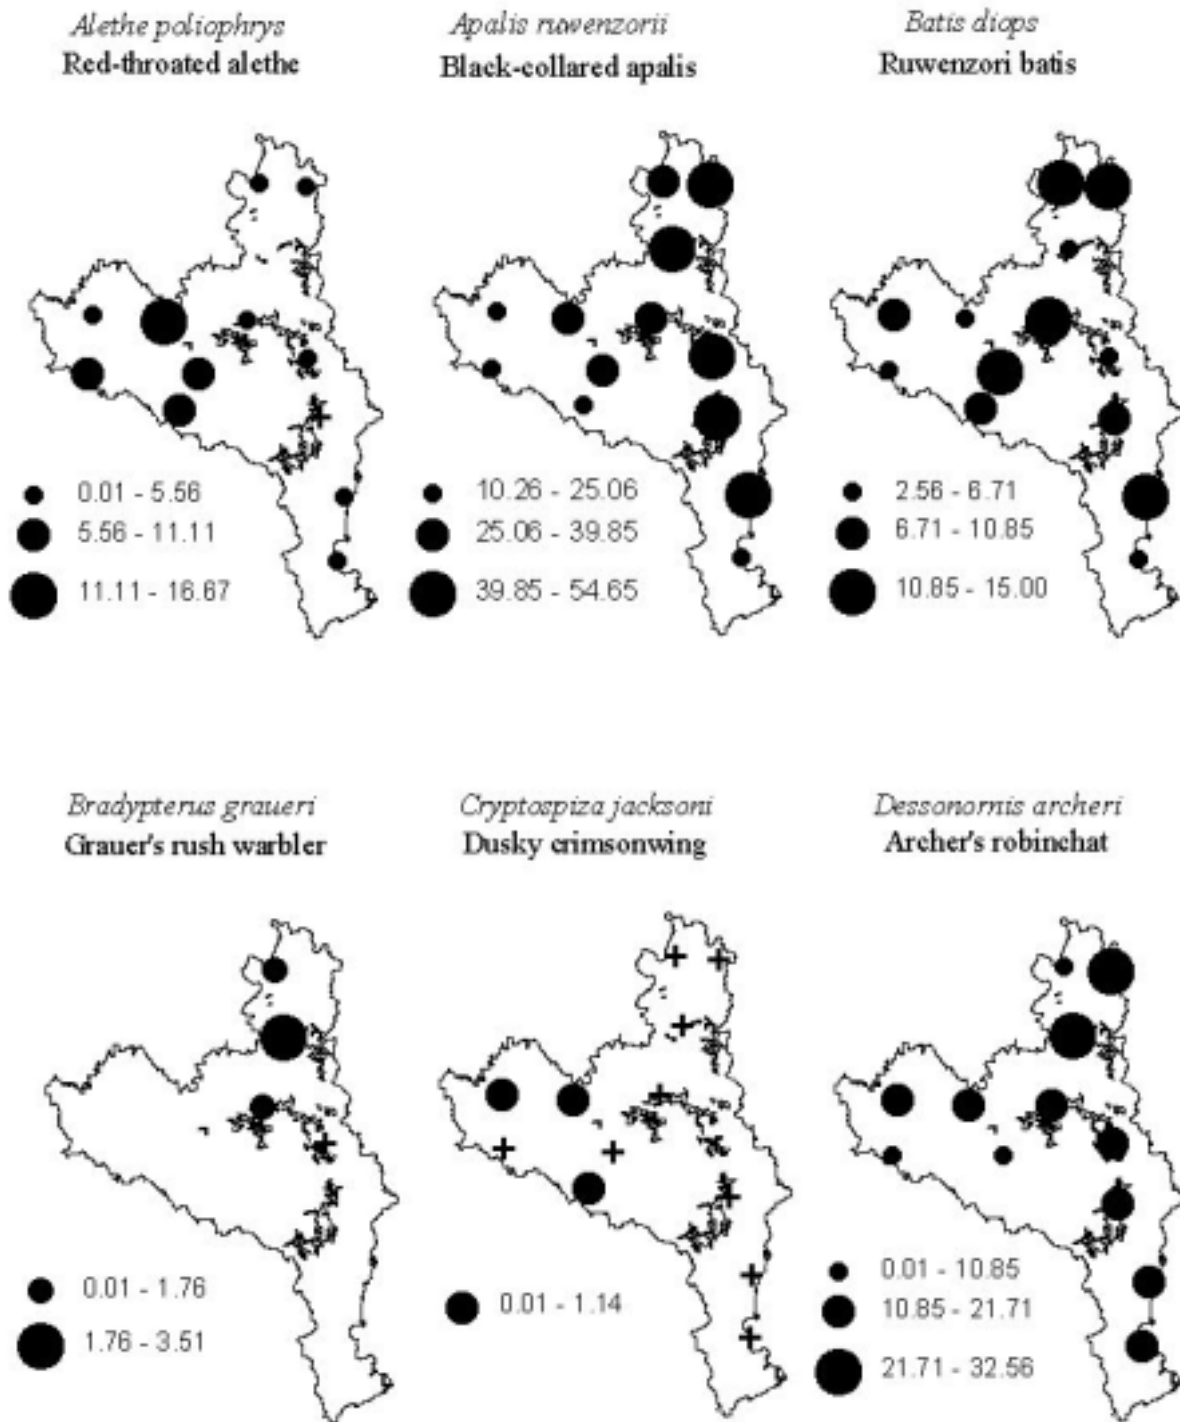 Alethe poliophrys
Red-throated alethe
Apalis ruwenzorii
Black-collared apalis
Batis diops
Ruwenzori batis
0.01 - 5.56
5.56 - 11.11
11.11 - 16.67
10.26 - 25.06
25.06 - 39.85
39.85 - 54.65
2.56 - 6.71
6.71 - 10.85
10.85 - 15.00
Bradypterus graueri
Grauer's rush warbler
Cryptospiza jacksoni
Dusky crimsonwing
Dessonornis archeri
Archer's robinchat
0.01 - 1.76
1.76 - 3.51
0.01 - 1.14
0.01 - 10.85
10.85 - 21.71
21.71 - 32.56